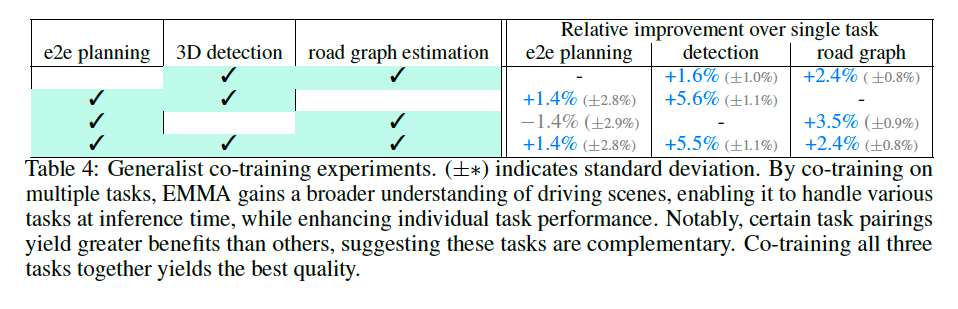 Relative improvement over single task
e2e planning 3D detection road graph estimation e2e planning detection road graph
✓ ✓ - +1.6% (±1.0%) +2.4% (±0.8%)
✓ ✓ +1.4% (±2.8%) +5.6% (±1.1%) -
✓ ✓ −1.4% (±2.9%) - +3.5% (±0.9%)
✓ ✓ ✓ +1.4% (±2.8%) +5.5% (±1.1%) +2.4% (±0.8%)
Table 4: Generalist co-training experiments. (±∗) indicates standard deviation. By co-training on
multiple tasks, EMMA gains a broader understanding of driving scenes, enabling it to handle various
tasks at inference time, while enhancing individual task performance. Notably, certain task pairings
yield greater benefits than others, suggesting these tasks are complementary. Co-training all three
tasks together yields the best quality.